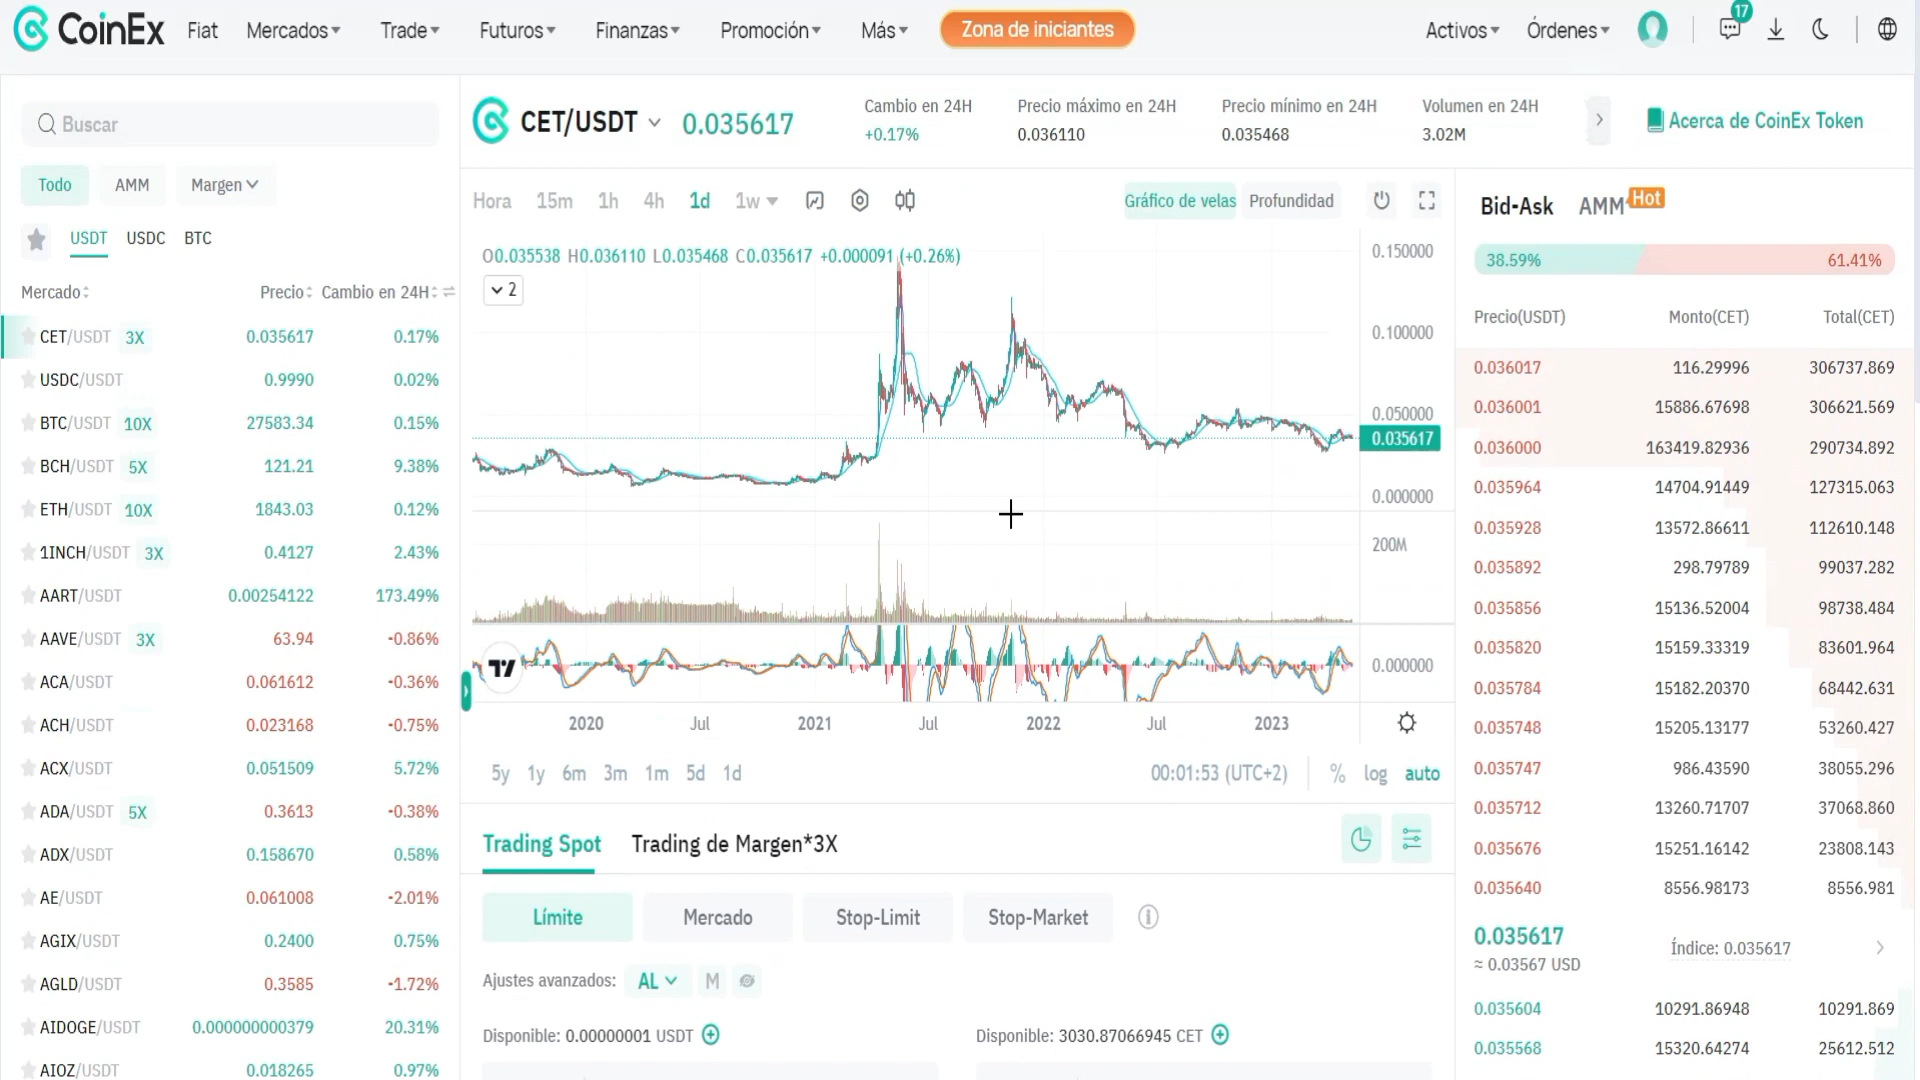 CoinEx Fiat Mercados Trade Futuros Finanzas Promoción Más Zona de iniciantes Activos Órdenes 17
Buscar
Todo AMM Margen
USDT USDC BTC
Mercado Precio Cambio en 24H
CET/USDT 3X 0.035617 0.17%
USDC/USDT 0.9990 0.02%
BTC/USDT 10X 27583.34 0.15%
BCH/USDT 5X 121.21 9.38%
ETH/USDT 10X 1843.03 0.12%
1INCH/USDT 3X 0.4127 2.43%
AART/USDT 0.00254122 173.49%
AAVE/USDT 3X 63.94 -0.86%
ACA/USDT 0.061612 -0.36%
ACH/USDT 0.023168 -0.75%
ACX/USDT 0.051509 5.72%
ADA/USDT 5X 0.3613 -0.38%
ADX/USDT 0.158670 0.58%
AE/USDT 0.061008 -2.01%
AGIX/USDT 0.2400 0.75%
AGLD/USDT 0.3585 -1.72%
AIDOGE/USDT 0.000000000379 20.31%
AIOZ/USDT 0.018265 0.97%
CET/USDT 0.035617
Cambio en 24H
+0.17%
Precio máximo en 24H
0.036110
Precio mínimo en 24H
0.035468
Volumen en 24H
3.02M
Acerca de CoinEx Token
Hora 15m 1h 4h 1d 1w Gráfico de velas Profundidad
O0.035538 H0.036110 L0.035468 C0.035617 +0.000091 (+0.26%)
2
0.150000
0.100000
0.050000
0.035617
0.000000
200M
0.000000
2020 Jul 2021 Jul 2022 Jul 2023
5y 1y 6m 3m 1m 5d 1d 00:01:53 (UTC+2) % log auto
Trading Spot Trading de Margen*3X
Límite Mercado Stop-Limit Stop-Market
Ajustes avanzados: AL M
Disponible: 0.00000001 USDT Disponible: 3030.87066945 CET
Bid-Ask AMM Hot
38.59% 61.41%
Precio(USDT) Monto(CET) Total(CET)
0.036017 116.29996 306737.869
0.036001 15886.67698 306621.569
0.036000 163419.82936 290734.892
0.035964 14704.91449 127315.063
0.035928 13572.86611 112610.148
0.035892 298.79789 99037.282
0.035856 15136.52004 98738.484
0.035820 15159.33319 83601.964
0.035784 15182.20370 68442.631
0.035748 15205.13177 53260.427
0.035747 986.43590 38055.296
0.035712 13260.71707 37068.860
0.035676 15251.16142 23808.143
0.035640 8556.98173 8556.981
0.035617
≈ 0.03567 USD
Índice: 0.035617
0.035604 10291.86948 10291.869
0.035568 15320.64274 25612.512